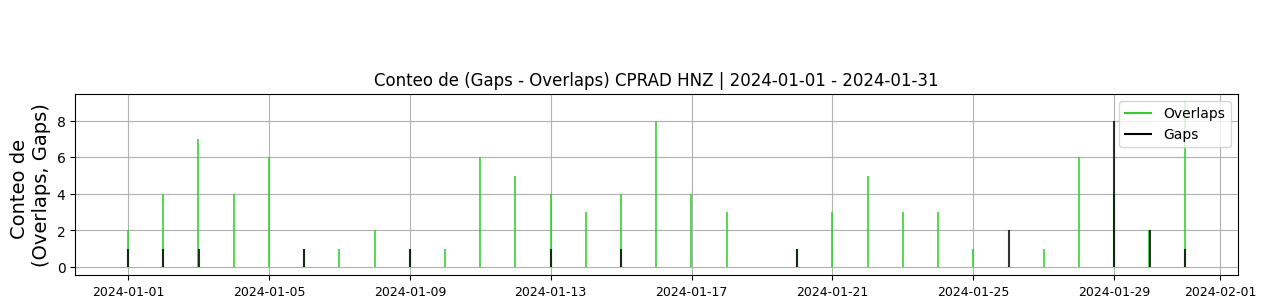 Conteo de (Gaps - Overlaps) CPRAD HNZ | 2024-01-01 - 2024-01-31
Conteo de
(Overlaps, Gaps)
8
6
4
2
0
Overlaps
Gaps
2024-01-01 2024-01-05 2024-01-09 2024-01-13 2024-01-17 2024-01-21 2024-01-25 2024-01-29 2024-02-01